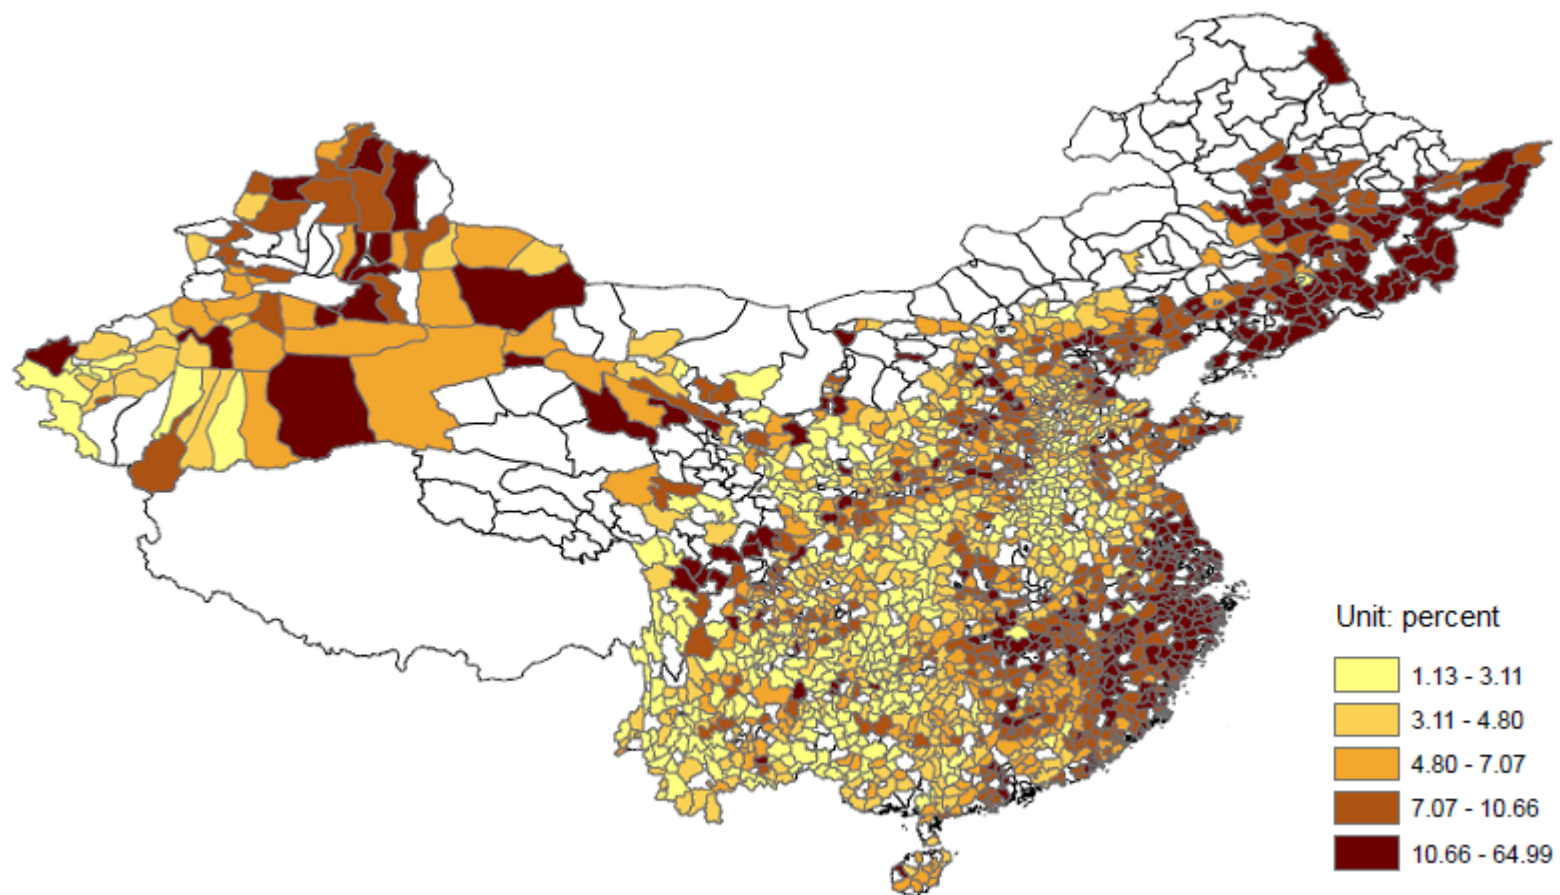 Unit: percent
1.13 - 3.11
3.11 - 4.80
4.80 - 7.07
7.07 - 10.66
10.66 - 64.99